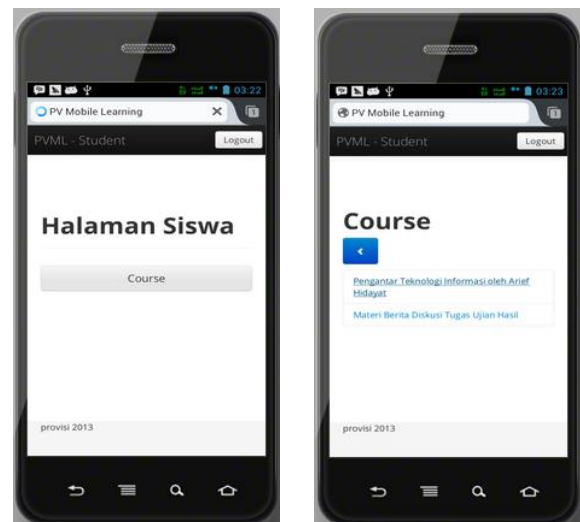 03:22
PV Mobile Learning
PVML - Student
Logout
Halaman Siswa
Course
provisi 2013
03:23
PV Mobile Learning
PVML - Student
Logout
Course
Pengantar Teknologi Informasi oleh Arief
Hidayat
Materi Berita Diskusi Tugas Ujian Hasil
provisi 2013